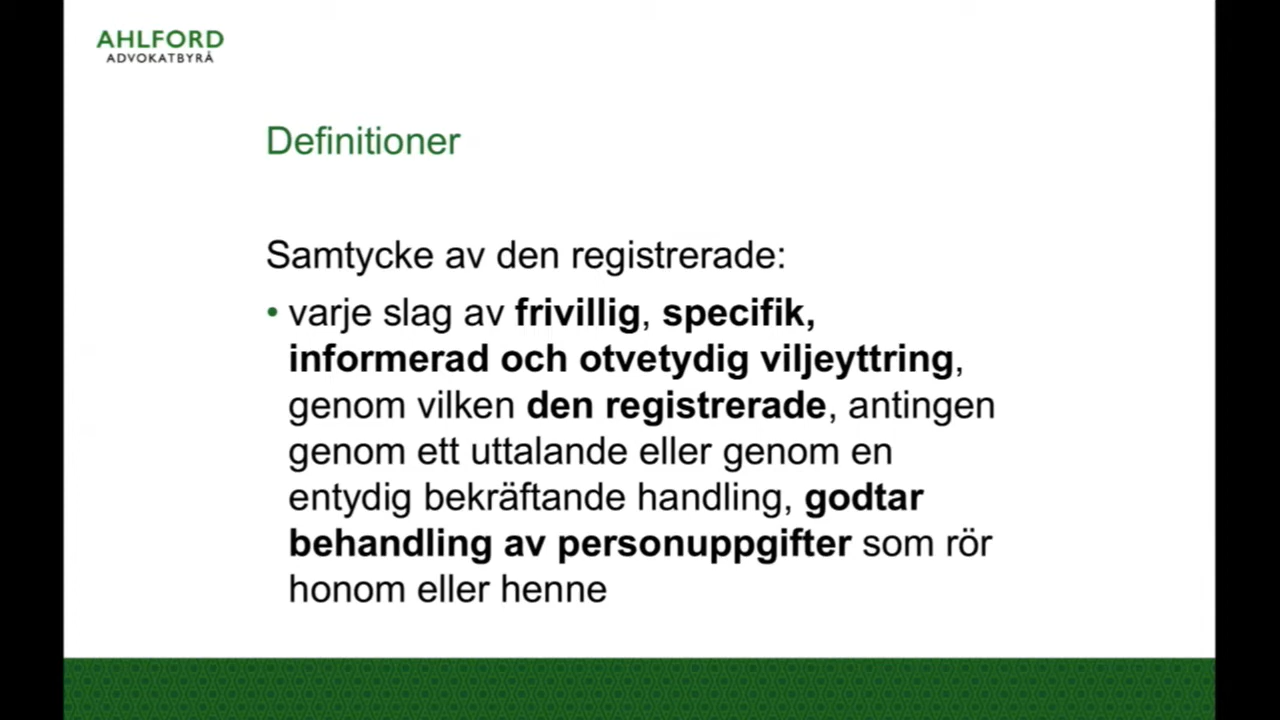 AHLFORD
ADVOKATBYRÅ
Definitioner
Samtycke av den registrerade:
• varje slag av frivillig, specifik,
informerad och otvetydig viljeyttring,
genom vilken den registrerade, antingen
genom ett uttalande eller genom en
entydig bekräftande handling, godtar
behandling av personuppgifter som rör
honom eller henne